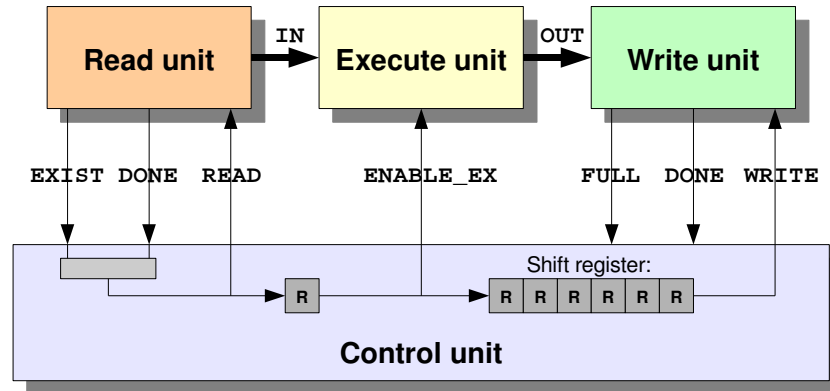 IN OUT
Read unit Execute unit Write unit
EXIST DONE READ ENABLE_EX FULL DONE WRITE
Shift register:
R R R R R R R
Control unit